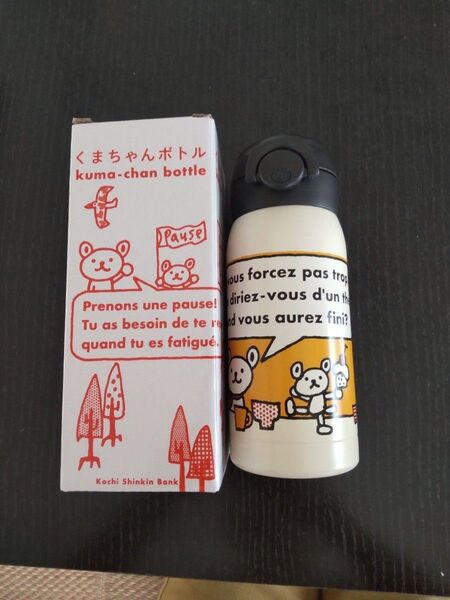 くまちゃんボトル
kuma-chan bottle
pause
Prenons une pause!
Tu as besoin de te re
quand tu es fatigué.
Kochi Shinkin Bank
vous forcez pas trop
diriez-vous d'un th
nd vous aurez fini?